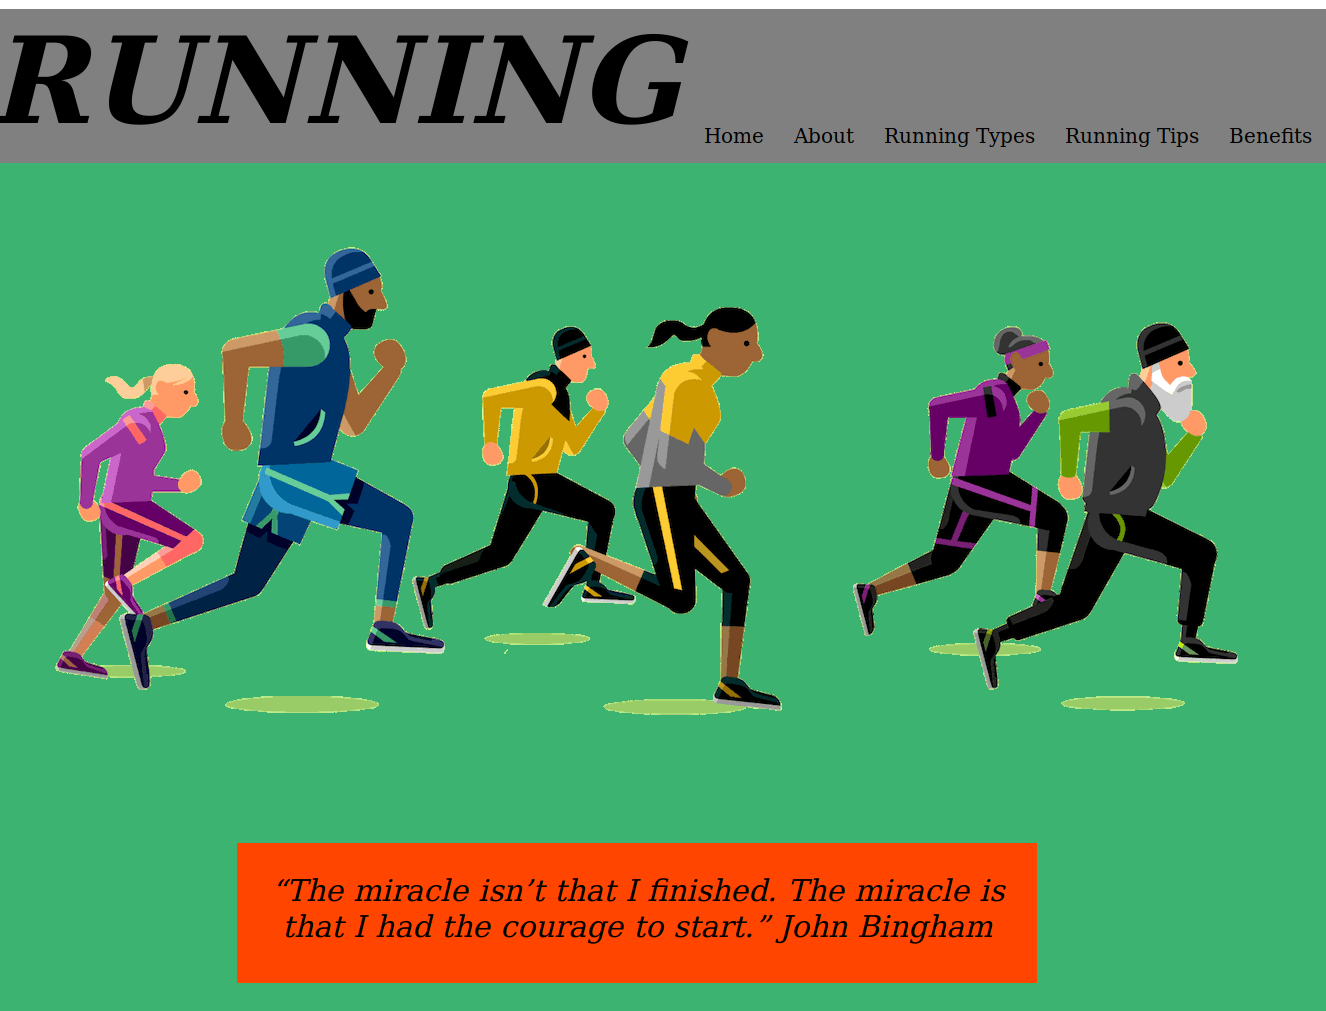 RUNNING
Home About Running Types Running Tips Benefits
“The miracle isn’t that I finished. The miracle is
that I had the courage to start.” John Bingham